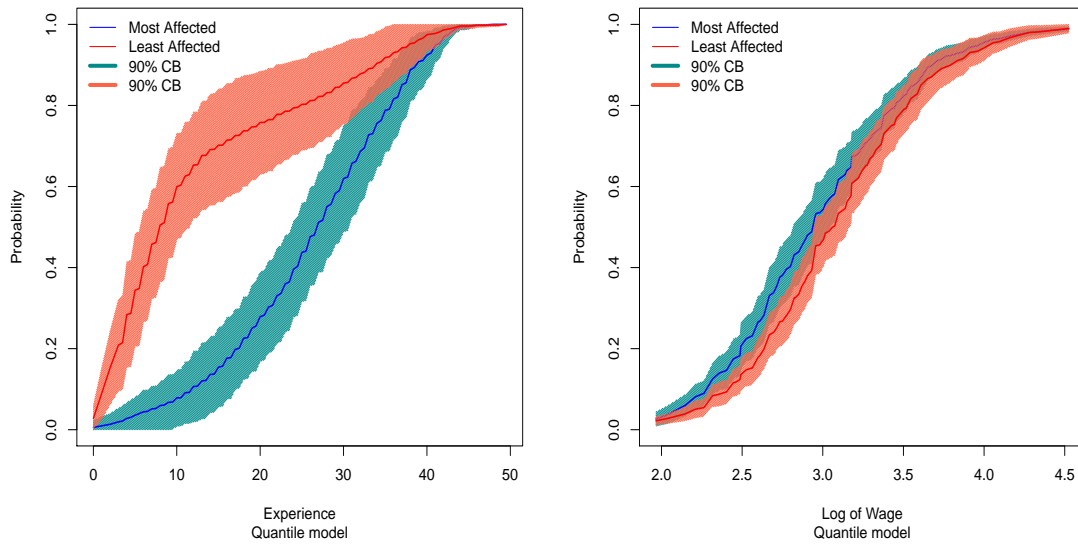 Most Affected
Least Affected
90% CB
90% CB
Probability
0.0
0.2
0.4
0.6
0.8
1.0
0
10
20
30
40
50
Experience
Quantile model
Most Affected
Least Affected
90% CB
90% CB
Probability
0.0
0.2
0.4
0.6
0.8
1.0
2.0
2.5
3.0
3.5
4.0
4.5
Log of Wage
Quantile model